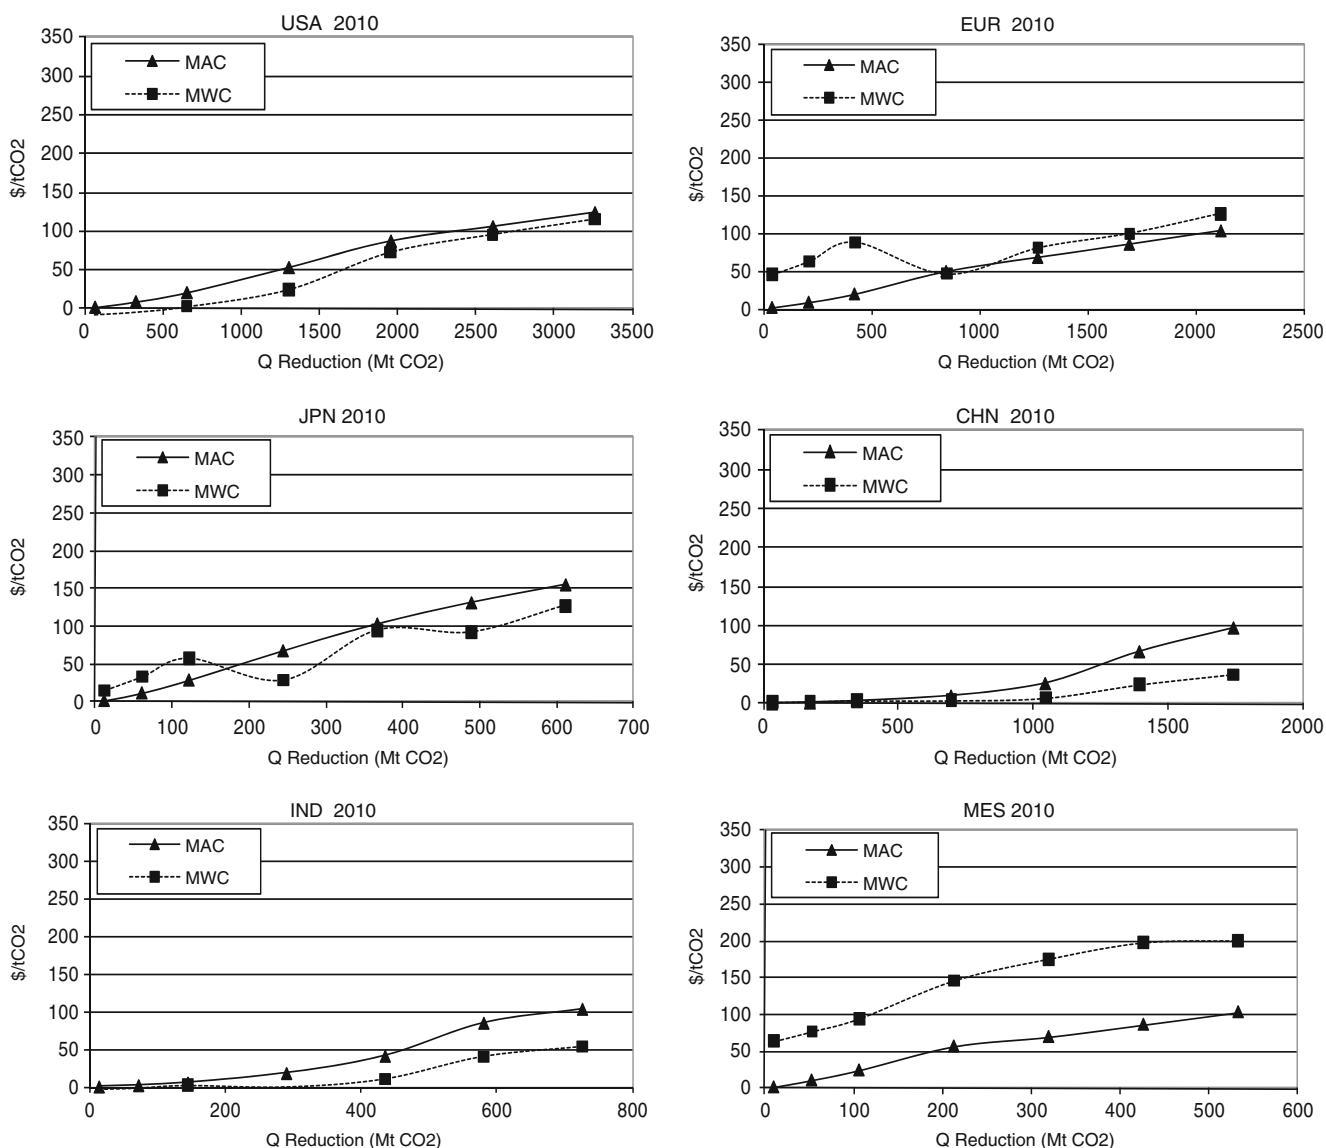 USA  2010
350
300
250
200
150
100
50
0
$/tCO2
MAC
MWC
0 500 1000 1500 2000 2500 3000 3500
Q Reduction (Mt CO2)
EUR  2010
350
300
250
200
150
100
50
0
$/tCO2
MAC
MWC
0 500 1000 1500 2000 2500
Q Reduction (Mt CO2)
JPN 2010
350
300
250
200
150
100
50
0
$/tCO2
MAC
MWC
0 100 200 300 400 500 600 700
Q Reduction (Mt CO2)
CHN  2010
350
300
250
200
150
100
50
0
$/tCO2
MAC
MWC
0 500 1000 1500 2000
Q Reduction (Mt CO2)
IND  2010
350
300
250
200
150
100
50
0
$/tCO2
MAC
MWC
0 200 400 600 800
Q Reduction (Mt CO2)
MES 2010
350
300
250
200
150
100
50
0
$/tCO2
MAC
MWC
0 100 200 300 400 500 600
Q Reduction (Mt CO2)